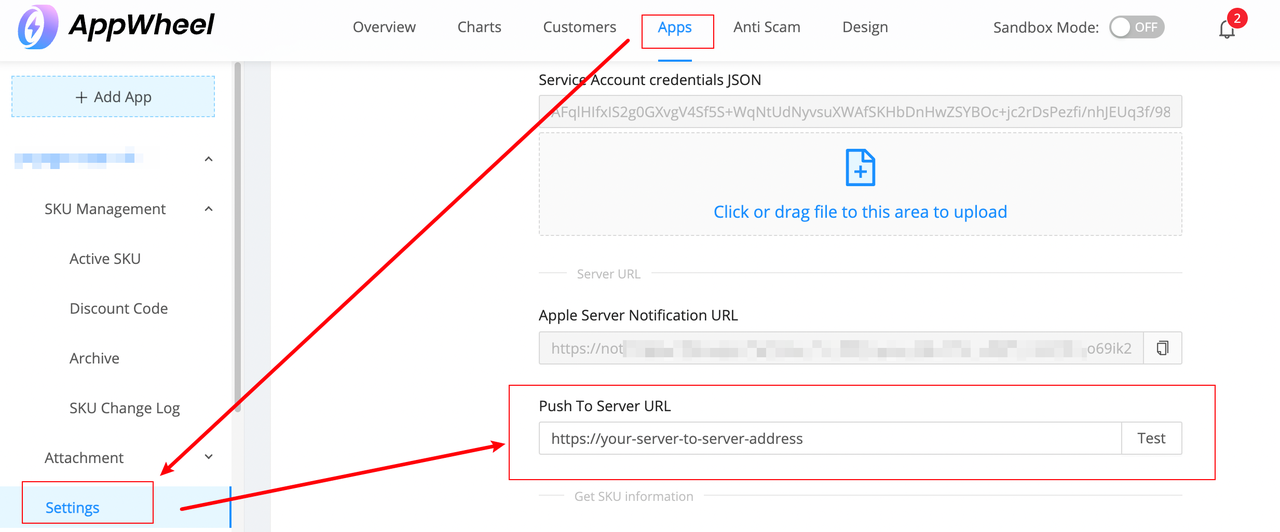 AppWheel
Overview
Charts
Customers
Apps
Anti Scam
Design
Sandbox Mode:
OFF
2
+ Add App
SKU Management
Active SKU
Discount Code
Archive
SKU Change Log
Attachment
Settings
Service Account credentials JSON
AFqlHIfxIS2g0GXvgV4Sf5S+WqNtUdNyvsuXWAfSKHbDnHwZSYBOc+jc2rDsPezfi/nhJEUq3f/98
Click or drag file to this area to upload
Server URL
Apple Server Notification URL
https://not
o69ik2
Push To Server URL
https://your-server-to-server-address
Test
Get SKU information